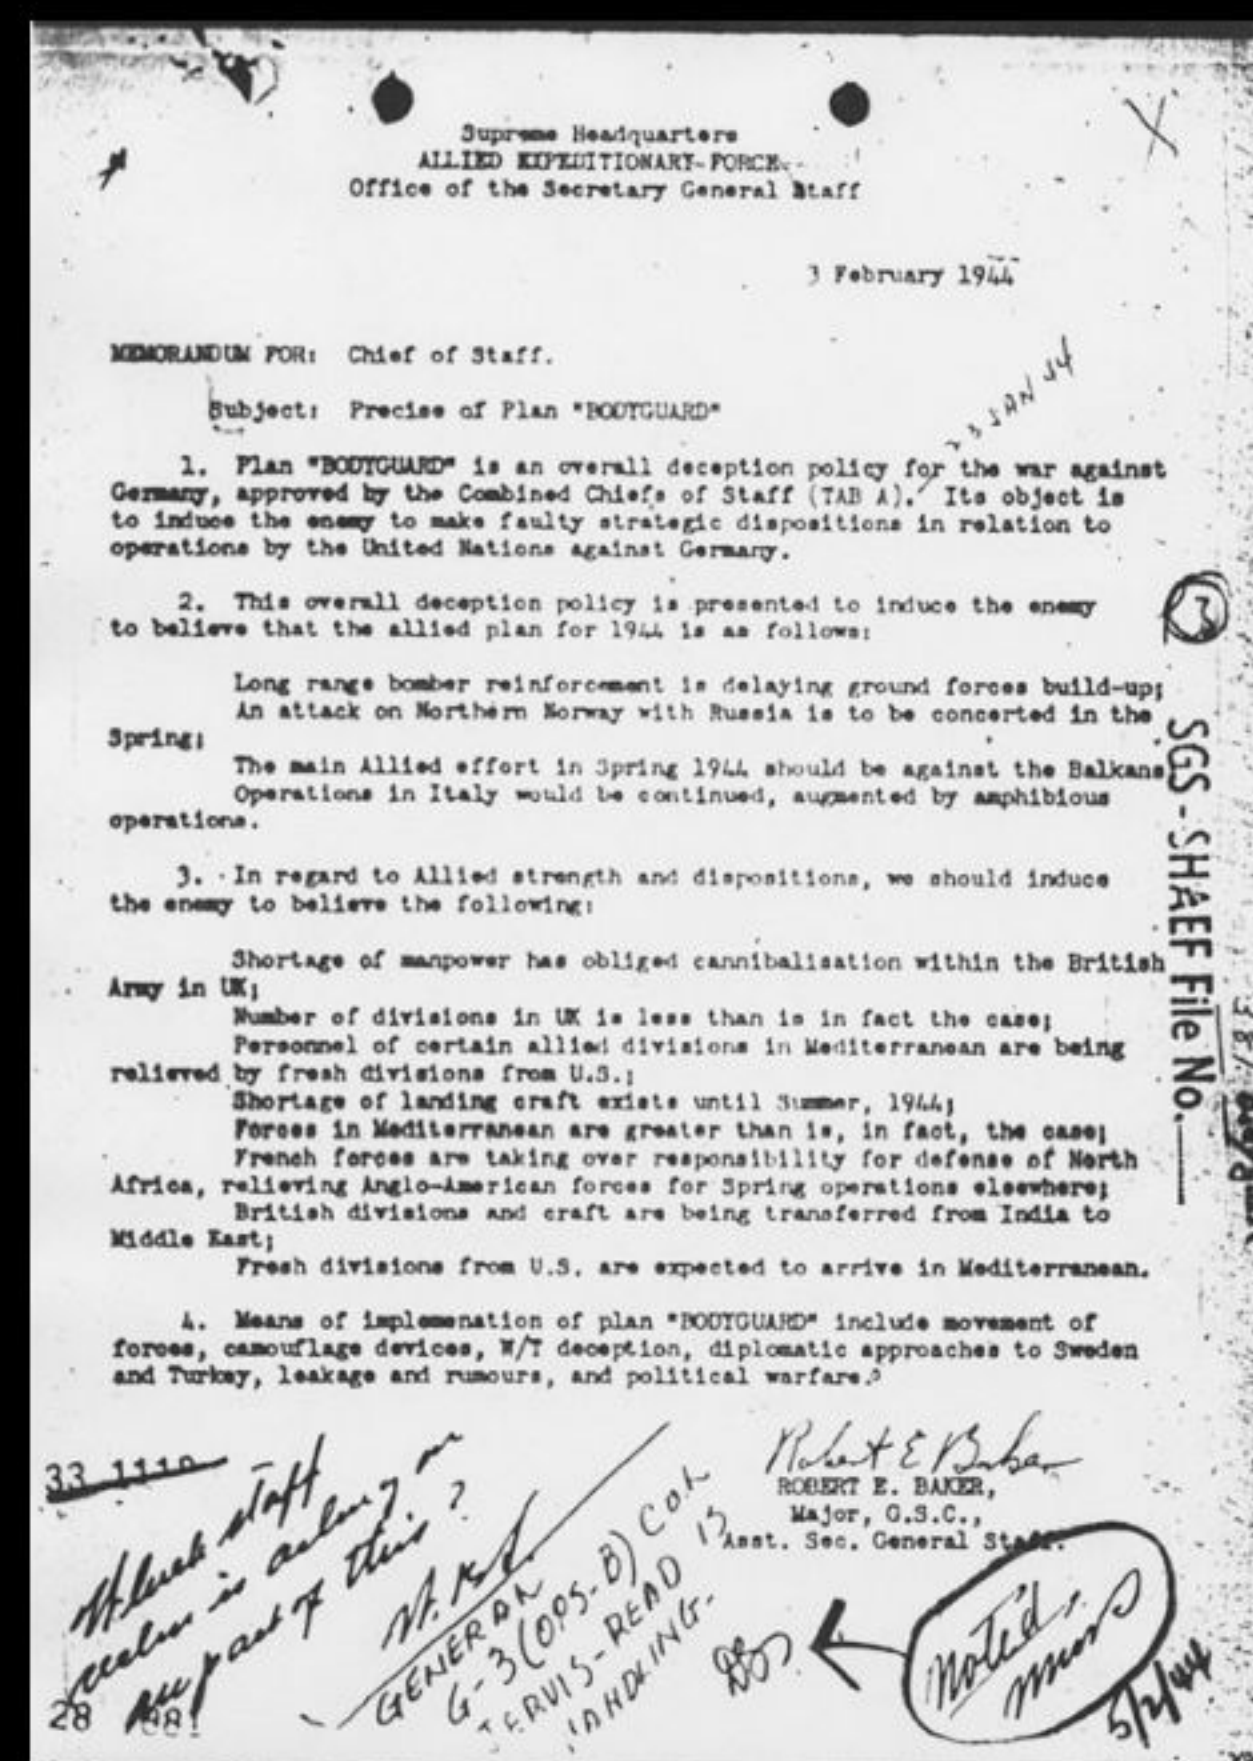 Supreme Headquarters
ALLIED EXPEDITIONARY FORCE
Office of the Secretary General Staff
3 February 1944
MEMORANDUM FOR: Chief of Staff.
23 JAN 44
Subject: Precise of Plan "BODYGUARD"
1. Plan "BODYGUARD" is an overall deception policy for the war against
Germany, approved by the Combined Chiefs of Staff (TAB A). Its object is
to induce the enemy to make faulty strategic dispositions in relation to
operations by the United Nations against Germany.
2. This overall deception policy is presented to induce the enemy
to believe that the allied plan for 1944 is as follows:
Long range bomber reinforcement is delaying ground forces build-up;
An attack on Northern Norway with Russia is to be concerted in the
Spring;
The main Allied effort in Spring 1944 should be against the Balkans
Operations in Italy would be continued, augmented by amphibious
operations.
3. In regard to Allied strength and dispositions, we should induce
the enemy to believe the following:
Shortage of manpower has obliged cannibalisation within the British
Army in UK;
Number of divisions in UK is less than is in fact the case;
Personnel of certain allied divisions in Mediterranean are being
relieved by fresh divisions from U.S.;
Shortage of landing craft exists until Summer, 1944;
Forces in Mediterranean are greater than is, in fact, the case;
French forces are taking over responsibility for defense of North
Africa, relieving Anglo-American forces for Spring operations elsewhere;
British divisions and craft are being transferred from India to
Middle East;
Fresh divisions from U.S. are expected to arrive in Mediterranean.
4. Means of implemenation of plan "BODYGUARD" include movement of
forces, camouflage devices, W/T deception, diplomatic approaches to Sweden
and Turkey, leakage and rumours, and political warfare.
3
SGS - SHAEF File No.
Robert E Baker
ROBERT E. BAKER,
Major, G.S.C.,
Asst. Sec. General Staff.
33 1110
staff
is on
part of this?
GENERAL
G-3 (OPS-B) COL
JERVIS-READ IS
HANDLING.
Noted,
5/2/44
28